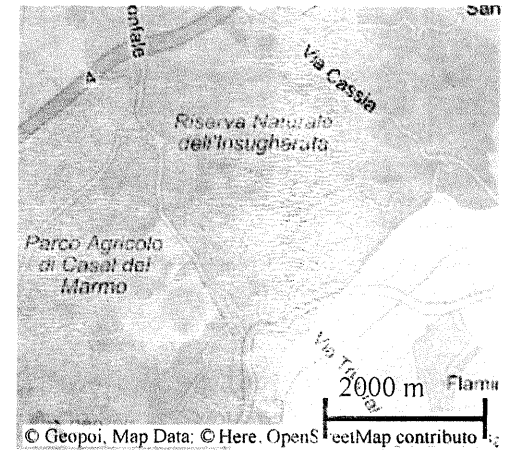 San
onfale
Via Cassia
Riserva Naturale
dell'Insugherata
Parco Agricolo
di Casal del
Marmo
2000 m
Flami
© Geopoi, Map Data: © Here. OpenS eetMap contributo